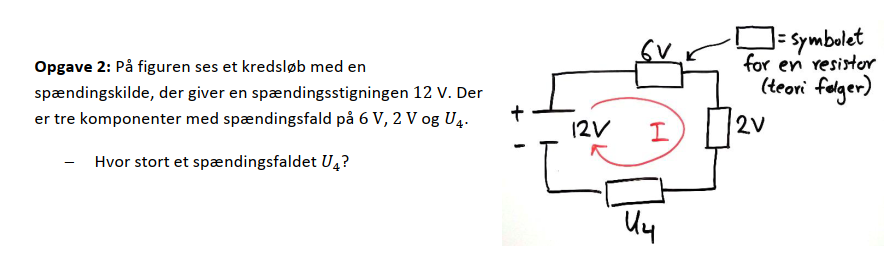 Opgave 2: På figuren ses et kredsløb med en
spændingskilde, der giver en spændingsstigningen 12 V. Der
er tre komponenter med spændingsfald på 6 V, 2 V og U₄.
– Hvor stort et spændingsfaldet U₄?
6V
= symbolet
for en resistor
(teori følger)
+
12V
I
2V
-
U4